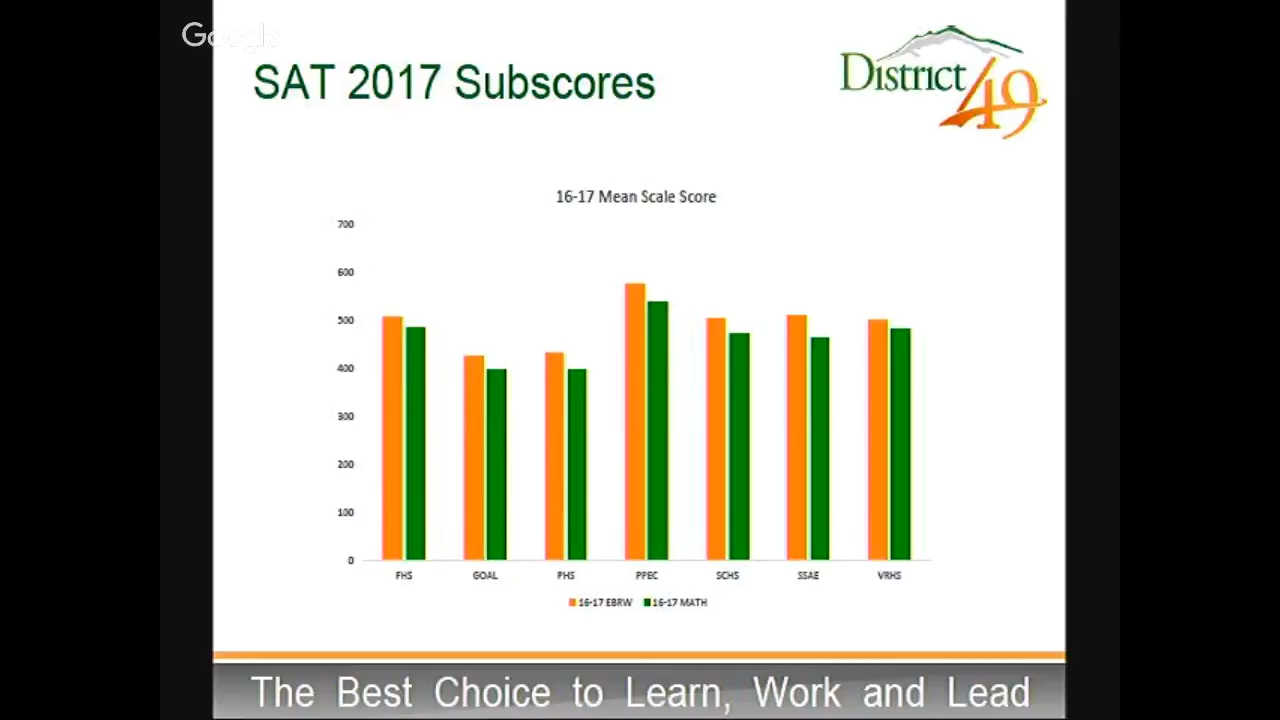 Google
SAT 2017 Subscores
District 49
16-17 Mean Scale Score
700
600
500
400
300
200
100
0
FHS GOAL PHS PPEC SCHS SSAE VRHS
16-17 EBRW 16-17 MATH
The Best Choice to Learn, Work and Lead